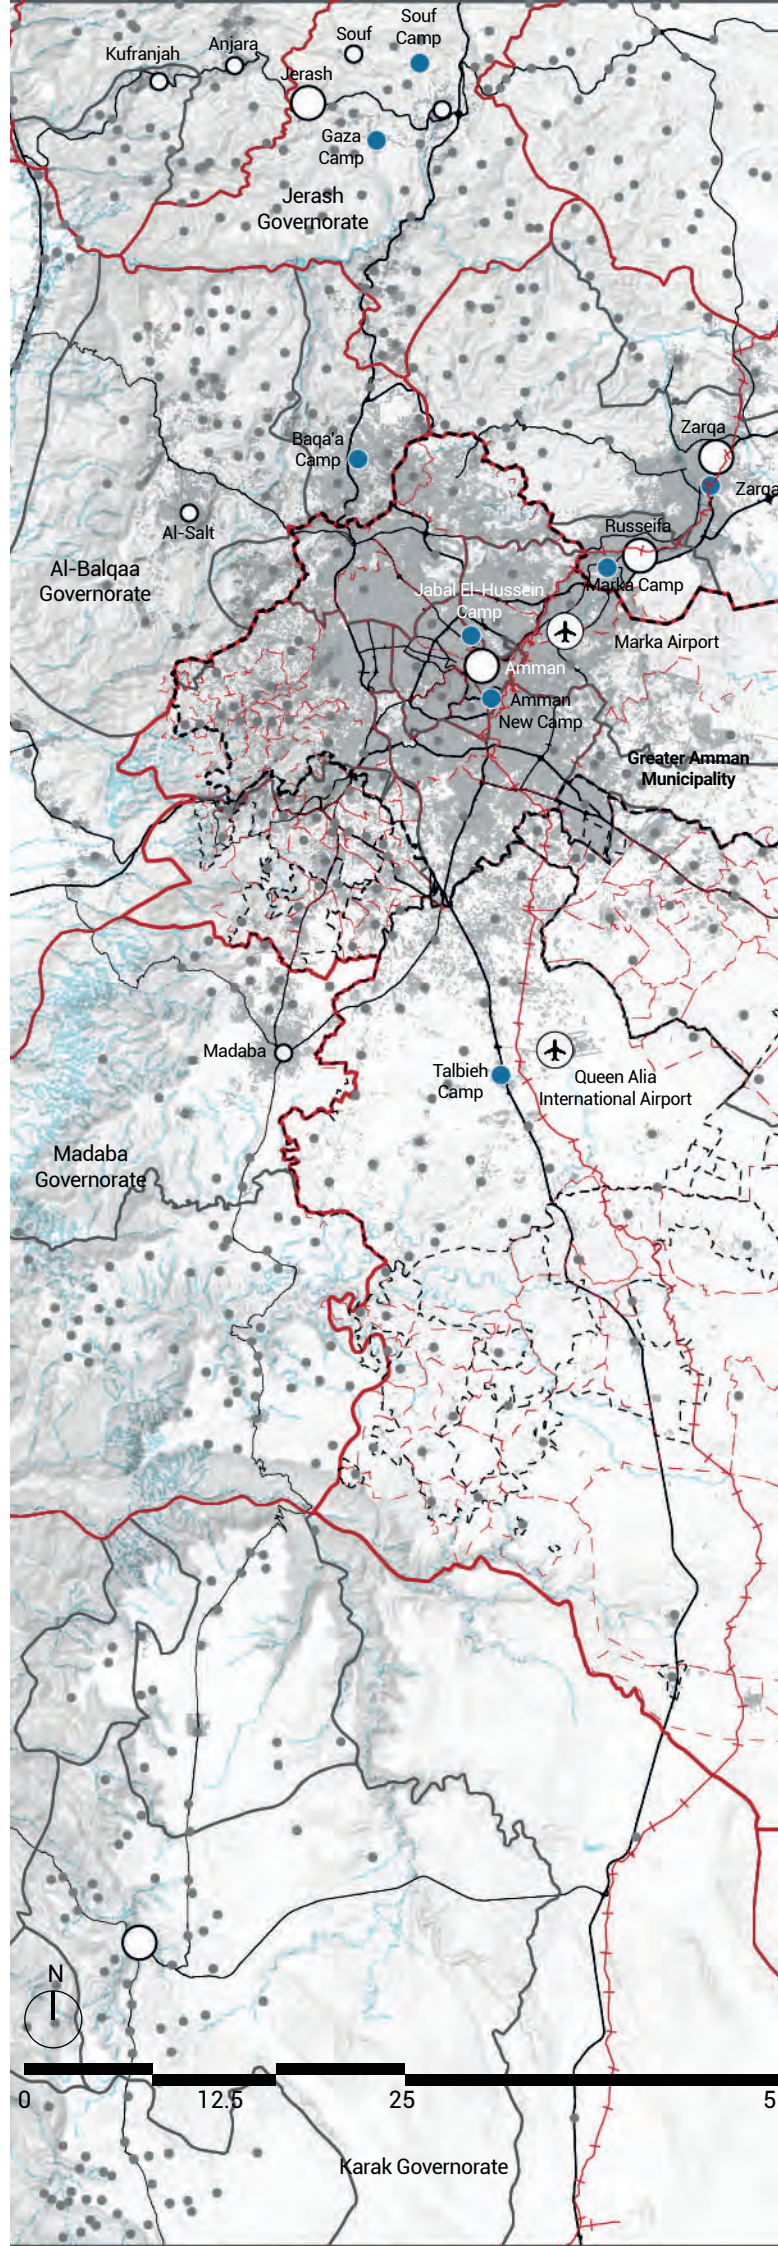 Souf
Camp
Souf
Anjara
Kufranjah
Jerash
Gaza
Camp
Jerash
Governorate
Zarqa
Baqa'a
Camp
Zarqa
Al-Salt
Russeifa
Al-Balqaa
Governorate
Jabal El-Hussein
Camp
Marka Camp
Marka Airport
Amman
Amman
New Camp
Greater Amman
Municipality
Madaba
Talbieh
Camp
Queen Alia
International Airport
Madaba
Governorate
N
0 12.5 25 5
Karak Governorate